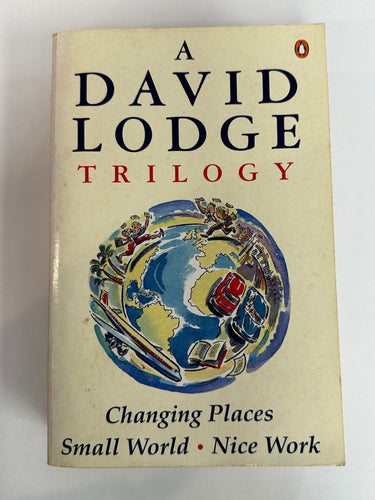 A
DAVID
LODGE
TRILOGY
Changing Places
Small World • Nice Work